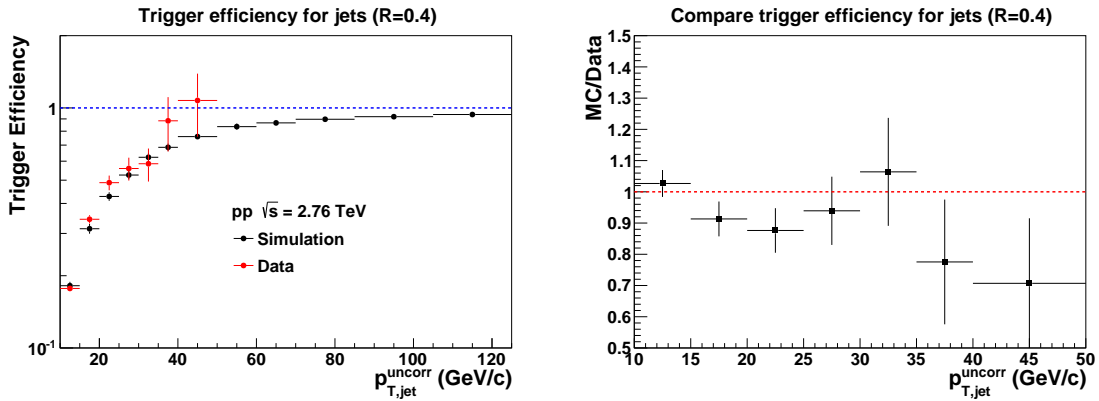 Trigger efficiency for jets (R=0.4)
Trigger Efficiency
1
10⁻¹
pp √s = 2.76 TeV
Simulation
Data
20 40 60 80 100 120
p_{T,jet}^{uncorr} (GeV/c)
Compare trigger efficiency for jets (R=0.4)
MC/Data
1.5
1.4
1.3
1.2
1.1
1
0.9
0.8
0.7
0.6
0.5
10 15 20 25 30 35 40 45 50
p_{T,jet}^{uncorr} (GeV/c)